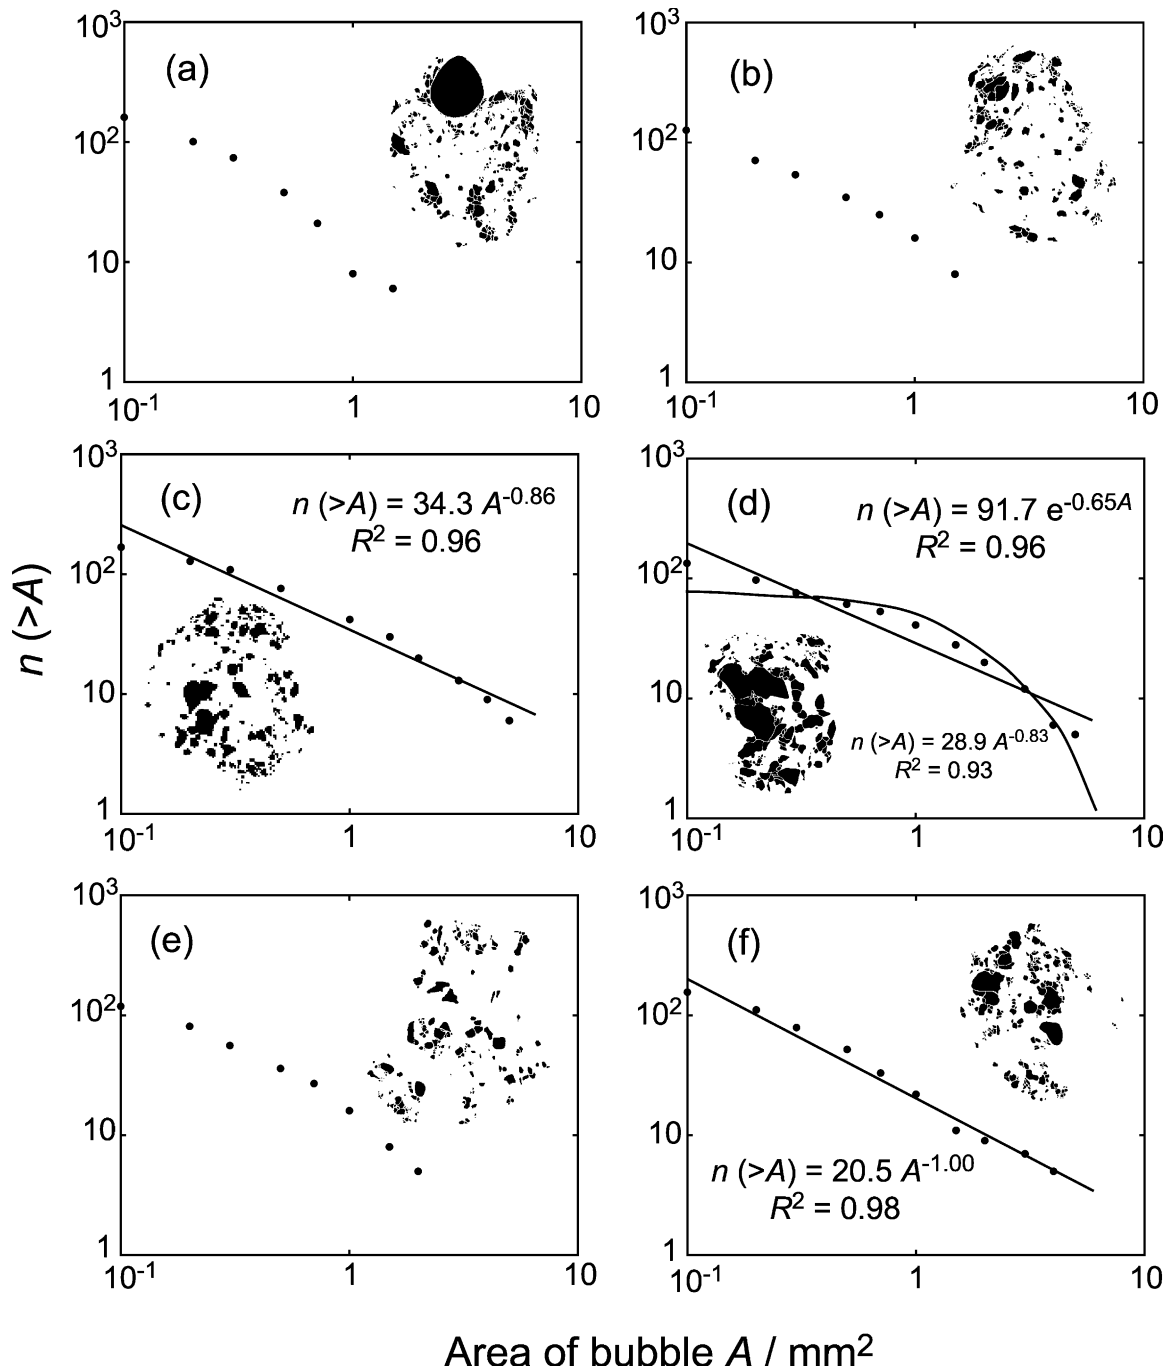 (a)
10³
10²
10
1
10⁻¹ 1 10
(b)
10³
10²
10
1
10⁻¹ 1 10
(c)
n (>A) = 34.3 A⁻⁰·⁸⁶
R² = 0.96
10³
10²
10
1
10⁻¹ 1 10
(d)
n (>A) = 91.7 e⁻⁰·⁶⁵ᴬ
R² = 0.96
n (>A) = 28.9 A⁻⁰·⁸³
R² = 0.93
10³
10²
10
1
10⁻¹ 1 10
(e)
10³
10²
10
1
10⁻¹ 1 10
(f)
n (>A) = 20.5 A⁻¹·⁰⁰
R² = 0.98
10³
10²
10
1
10⁻¹ 1 10
n (>A)
Area of bubble A / mm²